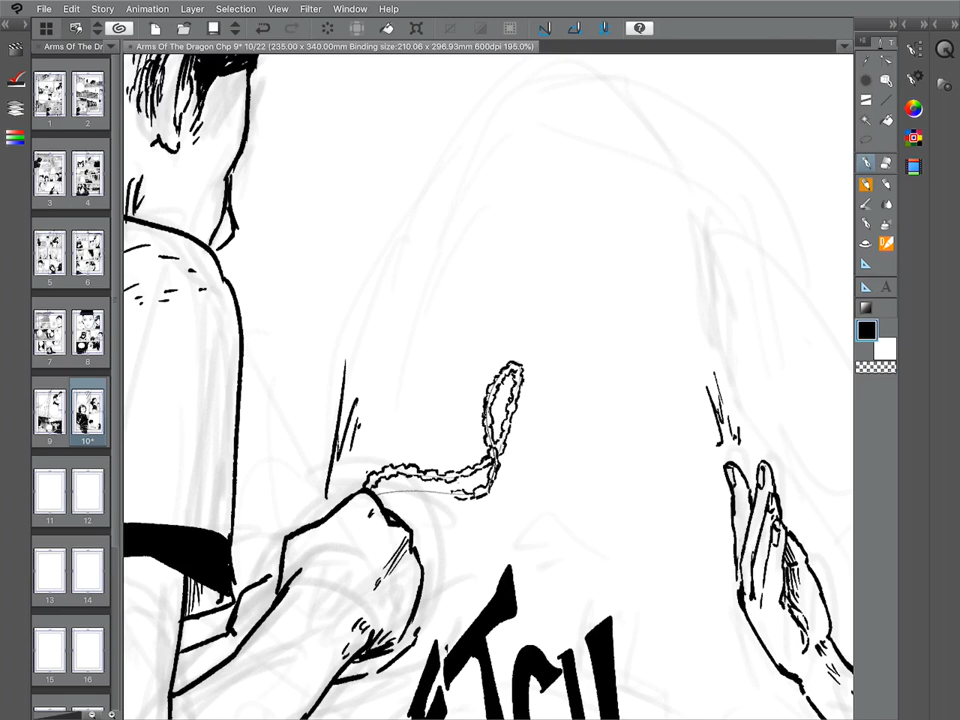 File Edit Story Animation Layer Selection View Filter Window Help
Arms Of The Dr
Arms Of The Dragon Chp 9* 10/22 (235.00 x 340.00mm Binding size:210.06 x 296.93mm 600dpi 195.0%)
1 2
3 4
5 6
7 8
9 10*
11 12
13 14
15 16
T
A